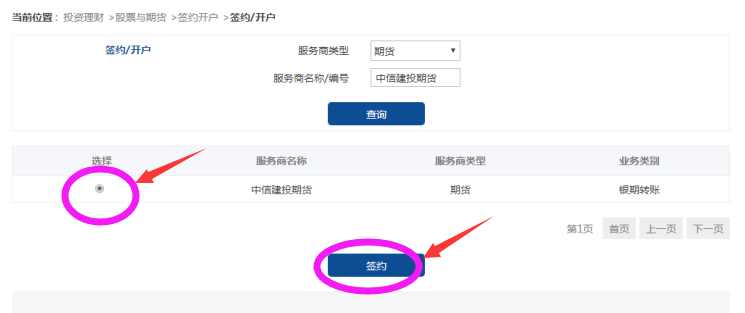 当前位置：投资理财 >股票与期货 >签约开户 >签约/开户
签约/开户 服务商类型 期货
服务商名称/编号 中信建投期货
查询
选择 服务商名称 服务商类型 业务类别
中信建投期货 期货 银期转账
第1页 首页 上一页 下一页
签约